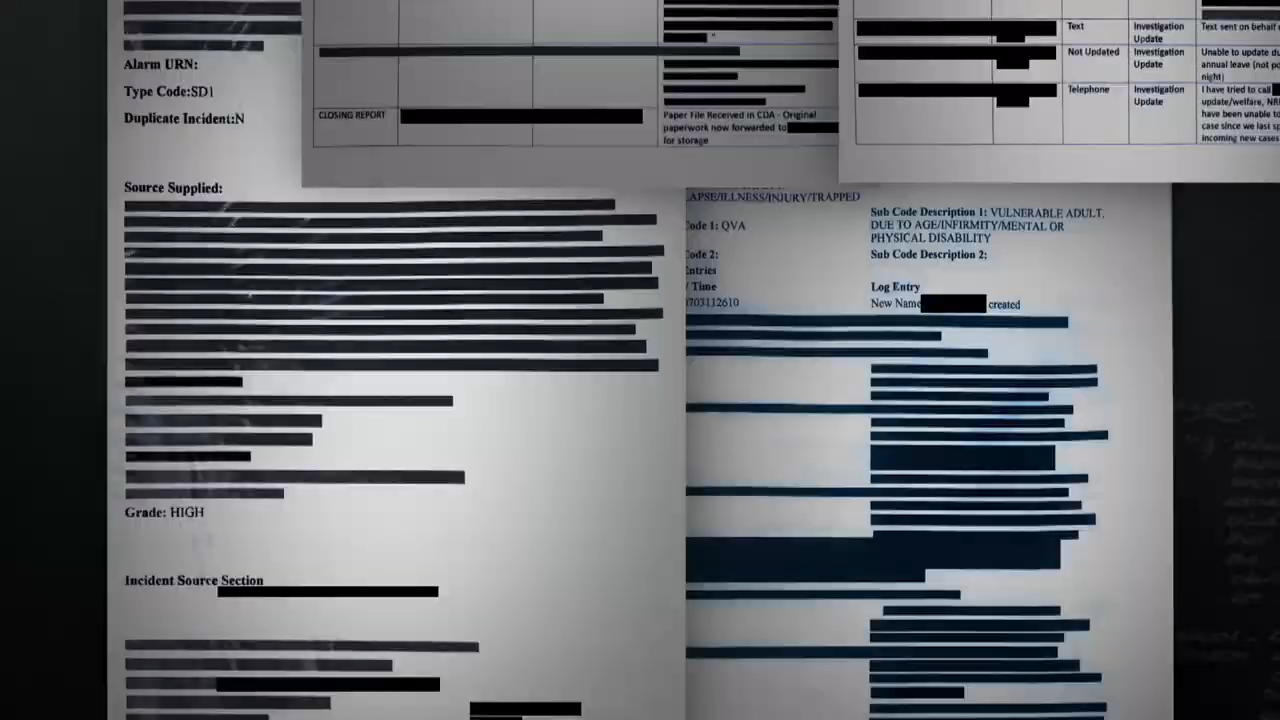 Alarm URN:
Type Code:SD1
Duplicate Incident:N
Source Supplied:
Grade: HIGH
Incident Source Section
CLOSING REPORT
Paper File Received in CDA - Original
paperwork now forwarded to
for storage
Text
Investigation
Update
Text sent on behalf
Not Updated
Investigation
Update
Unable to update du
annual leave (not po
night)
Telephone
Investigation
Update
I have tried to call
update/welfare, NR
have been unable to
case since we last sp
incoming new cases
LAPSE/ILLNESS/INJURY/TRAPPED
Code 1: QVA
Sub Code Description 1: VULNERABLE ADULT,
DUE TO AGE/INFIRMITY/MENTAL OR
PHYSICAL DISABILITY
Code 2:
Sub Code Description 2:
Entries
/ Time
Log Entry
0703112610
New Name
created